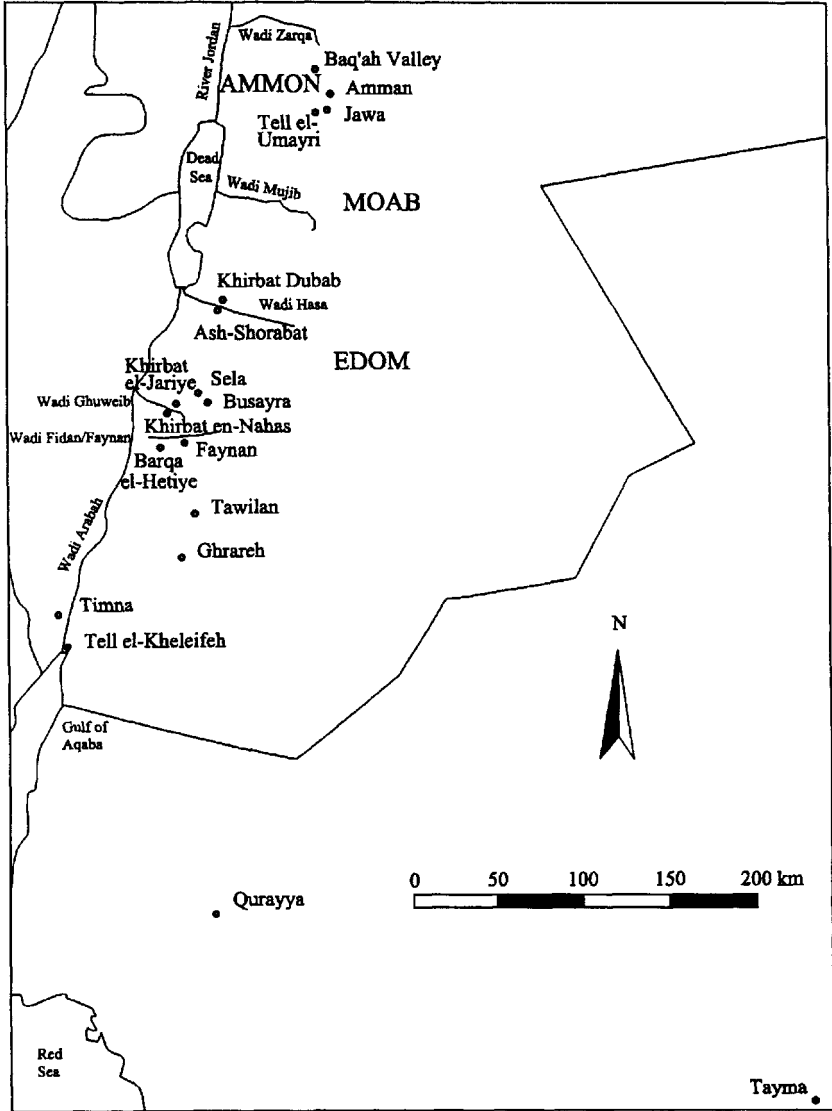 Wadi Zarqa
River Jordan
Baq'ah Valley
AMMON
Amman
Jawa
Tell el-
Umayri
Dead
Sea
Wadi Mujib
MOAB
Khirbat Dubab
Wadi Hasa
Ash-Shorabat
EDOM
Khirbat
el-Jariye
Sela
Wadi Ghuweib
Busayra
Khirbat en-Nahas
Wadi Fidan/Faynan
Faynan
Barqa
el-Hetiye
Tawilan
Wadi Arabah
Ghrareh
Timna
N
Tell el-Kheleifeh
Gulf of
Aqaba
0 50 100 150 200 km
Qurayya
Red
Sea
Tayma